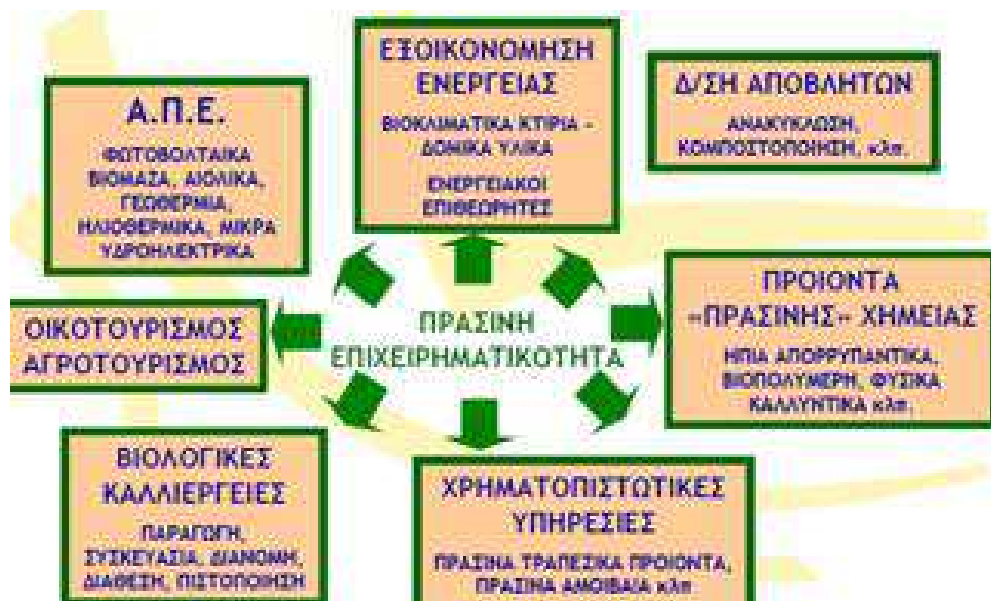 ΕΞΟΙΚΟΝΟΜΗΣΗ
ΕΝΕΡΓΕΙΑΣ
ΒΙΟΚΛΙΜΑΤΙΚΑ ΚΤΙΡΙΑ –
ΔΟΜΙΚΑ ΥΛΙΚΑ
ΕΝΕΡΓΕΙΑΚΟΙ
ΕΠΙΘΕΩΡΗΤΕΣ
Α.Π.Ε.
ΦΩΤΟΒΟΛΤΑΙΚΑ
ΒΙΟΜΑΖΑ, ΑΙΟΛΙΚΑ,
ΓΕΩΘΕΡΜΙΑ,
ΗΛΙΟΘΕΡΜΙΚΑ, ΜΙΚΡΑ
ΥΔΡΟΗΛΕΚΤΡΙΚΑ
Δ/ΣΗ ΑΠΟΒΛΗΤΩΝ
ΑΝΑΚΥΚΛΩΣΗ,
ΚΟΜΠΟΣΤΟΠΟΙΗΣΗ, κλπ.
ΟΙΚΟΤΟΥΡΙΣΜΟΣ
ΑΓΡΟΤΟΥΡΙΣΜΟΣ
ΠΡΑΣΙΝΗ
ΕΠΙΧΕΙΡΗΜΑΤΙΚΟΤΗΤΑ
ΠΡΟΙΟΝΤΑ
«ΠΡΑΣΙΝΗΣ» ΧΗΜΕΙΑΣ
ΗΠΙΑ ΑΠΟΡΡΥΠΑΝΤΙΚΑ,
ΒΙΟΠΟΛΥΜΕΡΗ, ΦΥΣΙΚΑ
ΚΑΛΛΥΝΤΙΚΑ κλπ.
ΒΙΟΛΟΓΙΚΕΣ
ΚΑΛΛΙΕΡΓΕΙΕΣ
ΠΑΡΑΓΩΓΗ,
ΣΥΣΚΕΥΑΣΙΑ, ΔΙΑΝΟΜΗ,
ΔΙΑΘΕΣΗ, ΠΙΣΤΟΠΟΙΗΣΗ
ΧΡΗΜΑΤΟΠΙΣΤΩΤΙΚΕΣ
ΥΠΗΡΕΣΙΕΣ
ΠΡΑΣΙΝΑ ΤΡΑΠΕΖΙΚΑ ΠΡΟΙΟΝΤΑ,
ΠΡΑΣΙΝΑ ΑΜΟΙΒΑΙΑ κλπ